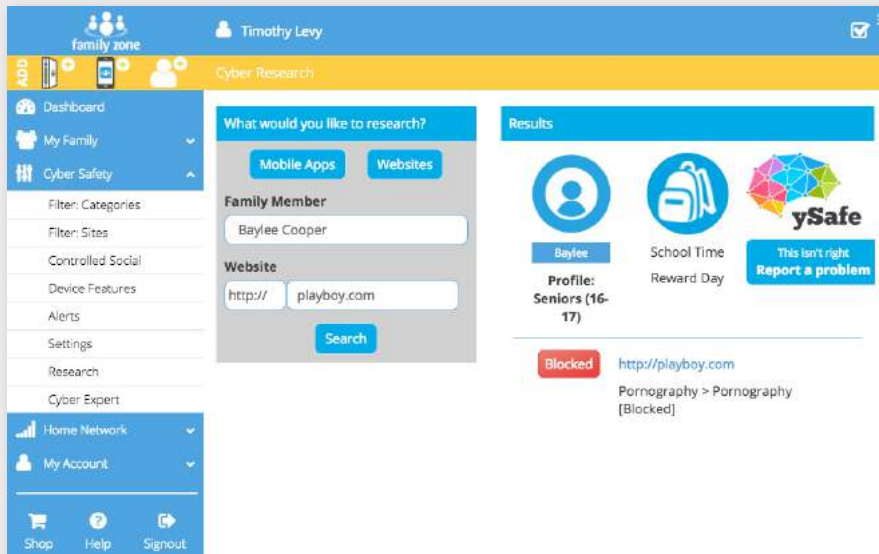 family zone
Timothy Levy
ADD
Cyber Research
Dashboard
My Family
Cyber Safety
Filter: Categories
Filter: Sites
Controlled Social
Device Features
Alerts
Settings
Research
Cyber Expert
Home Network
My Account
Shop Help Signout
What would you like to research?
Mobile Apps Websites
Family Member
Baylee Cooper
Website
http:// playboy.com
Search
Results
Baylee
Profile:
Seniors (16-
17)
School Time
Reward Day
ySafe
This isn't right
Report a problem
Blocked
http://playboy.com
Pornography > Pornography
[Blocked]